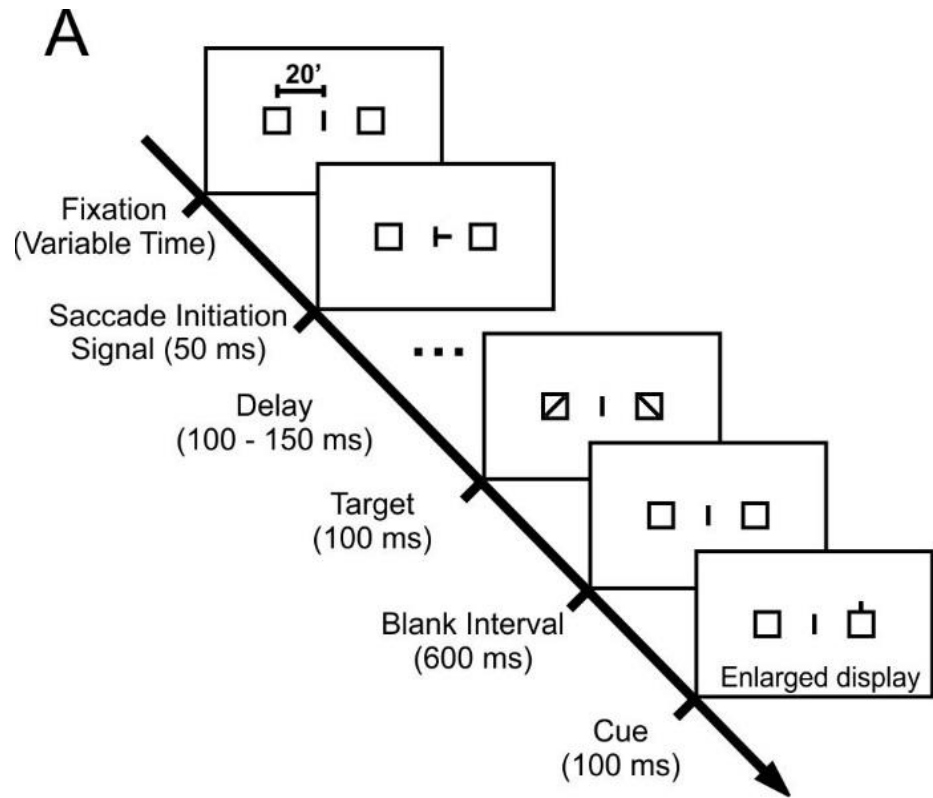 A
20'
Fixation
(Variable Time)
Saccade Initiation
Signal (50 ms)
...
Delay
(100 - 150 ms)
Target
(100 ms)
Blank Interval
(600 ms)
Enlarged display
Cue
(100 ms)